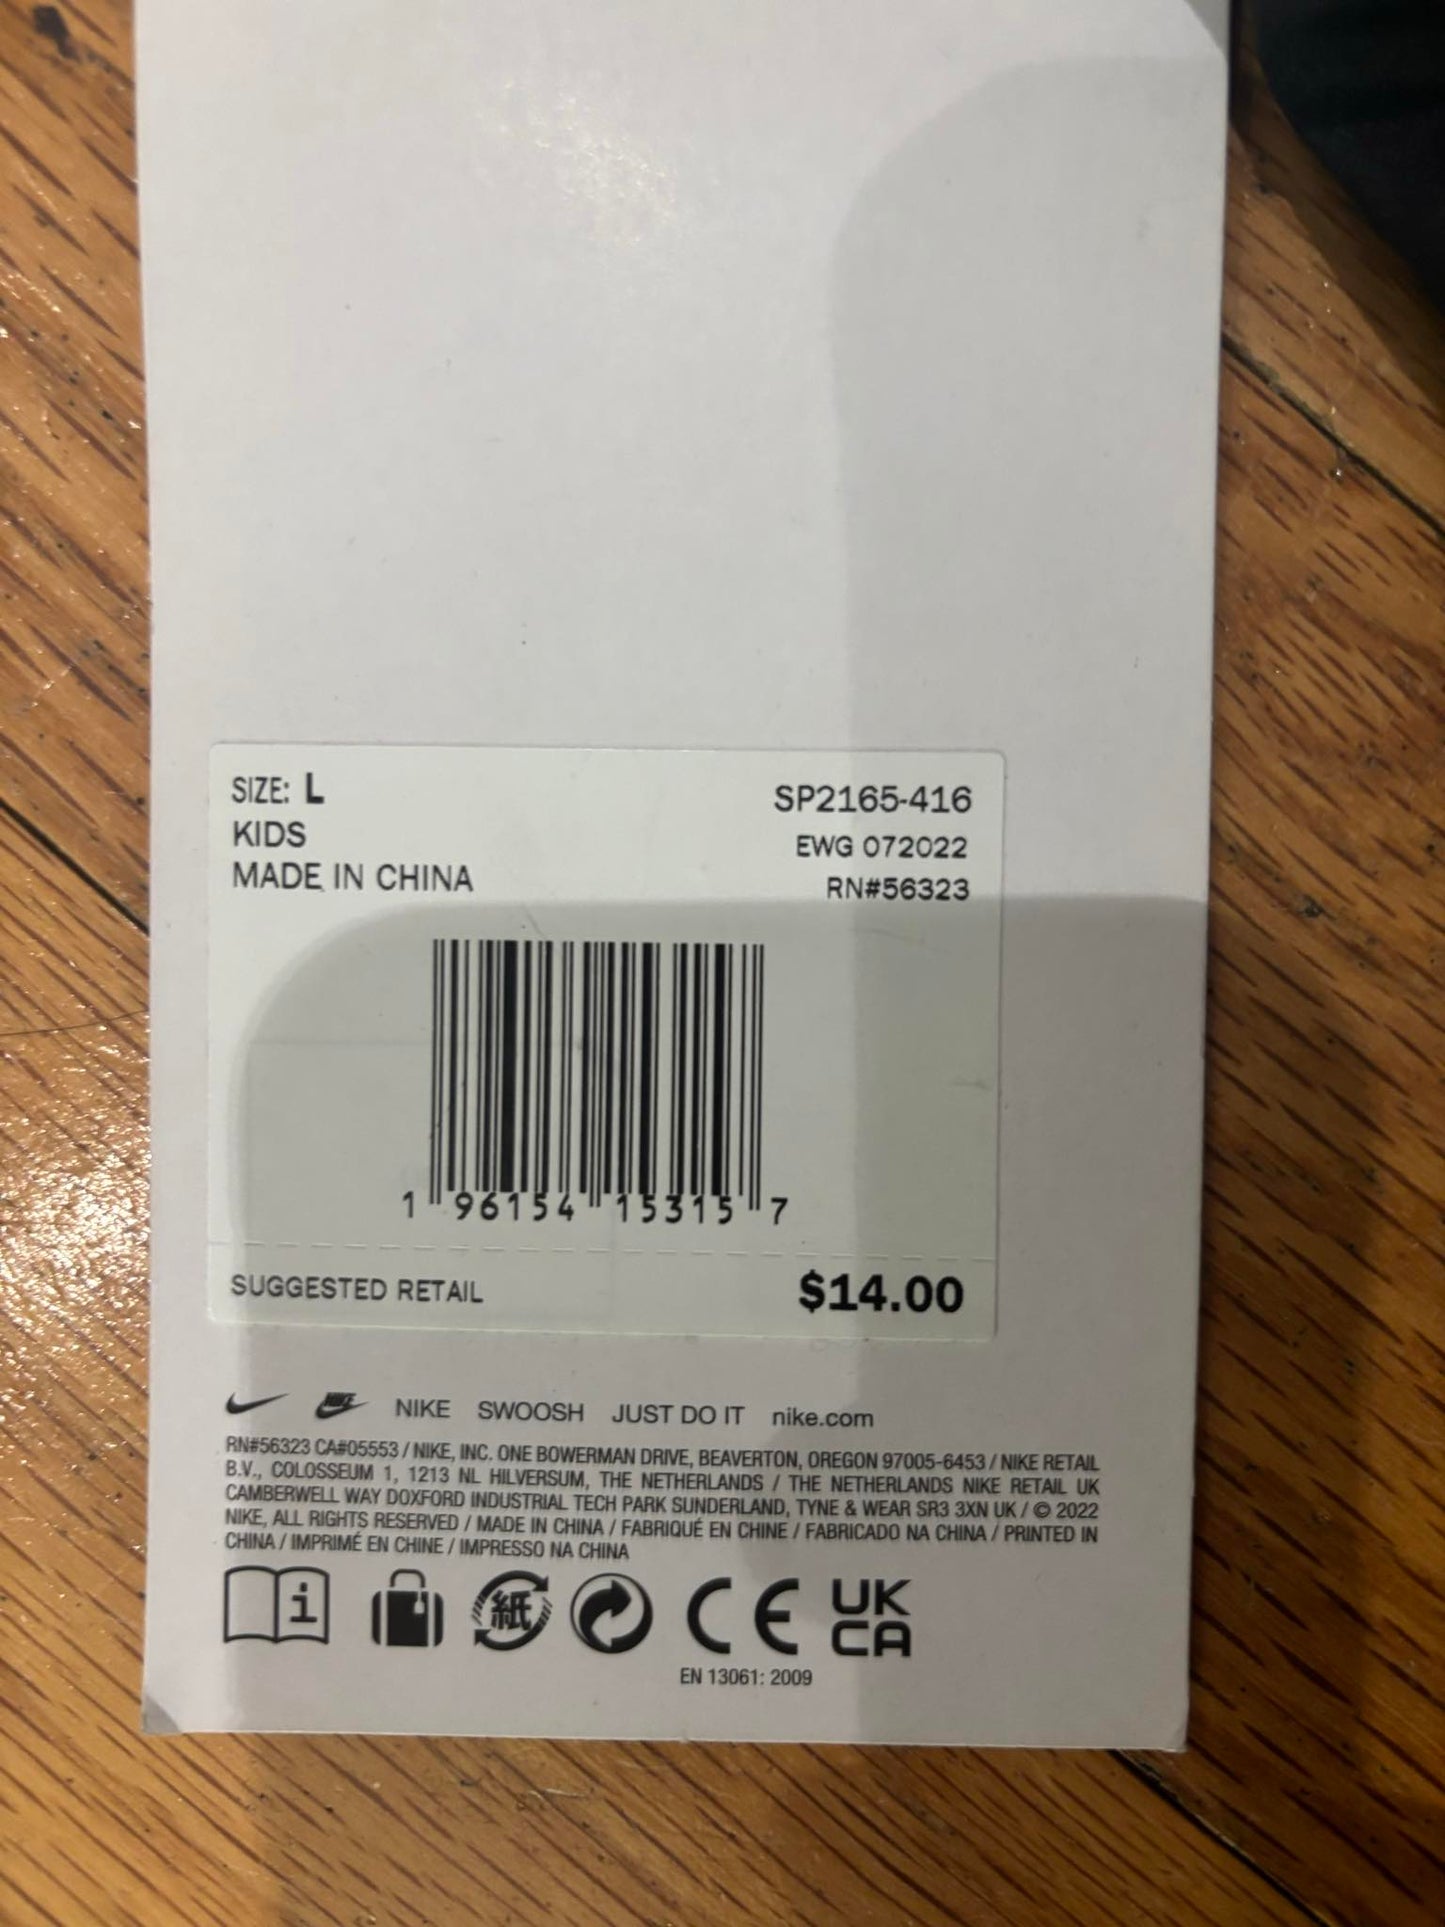 SIZE: L
KIDS
MADE IN CHINA
SP2165-416
EWG 072022
RN#56323
1 96154 15315 7
SUGGESTED RETAIL $14.00
NIKE NIKE SWOOSH JUST DO IT nike.com
RN#56323 CA#05553 / NIKE, INC. ONE BOWERMAN DRIVE, BEAVERTON, OREGON 97005-6453 / NIKE RETAIL
B.V., COLOSSEUM 1, 1213 NL HILVERSUM, THE NETHERLANDS / THE NETHERLANDS NIKE RETAIL UK
CAMBERWELL WAY DOXFORD INDUSTRIAL TECH PARK SUNDERLAND, TYNE & WEAR SR3 3XN UK / © 2022
NIKE, ALL RIGHTS RESERVED / MADE IN CHINA / FABRIQUÉ EN CHINE / FABRICADO NA CHINA / PRINTED IN
CHINA / IMPRIMÉ EN CHINE / IMPRESSO NA CHINA
i 紙 CE UK
CA
EN 13061: 2009